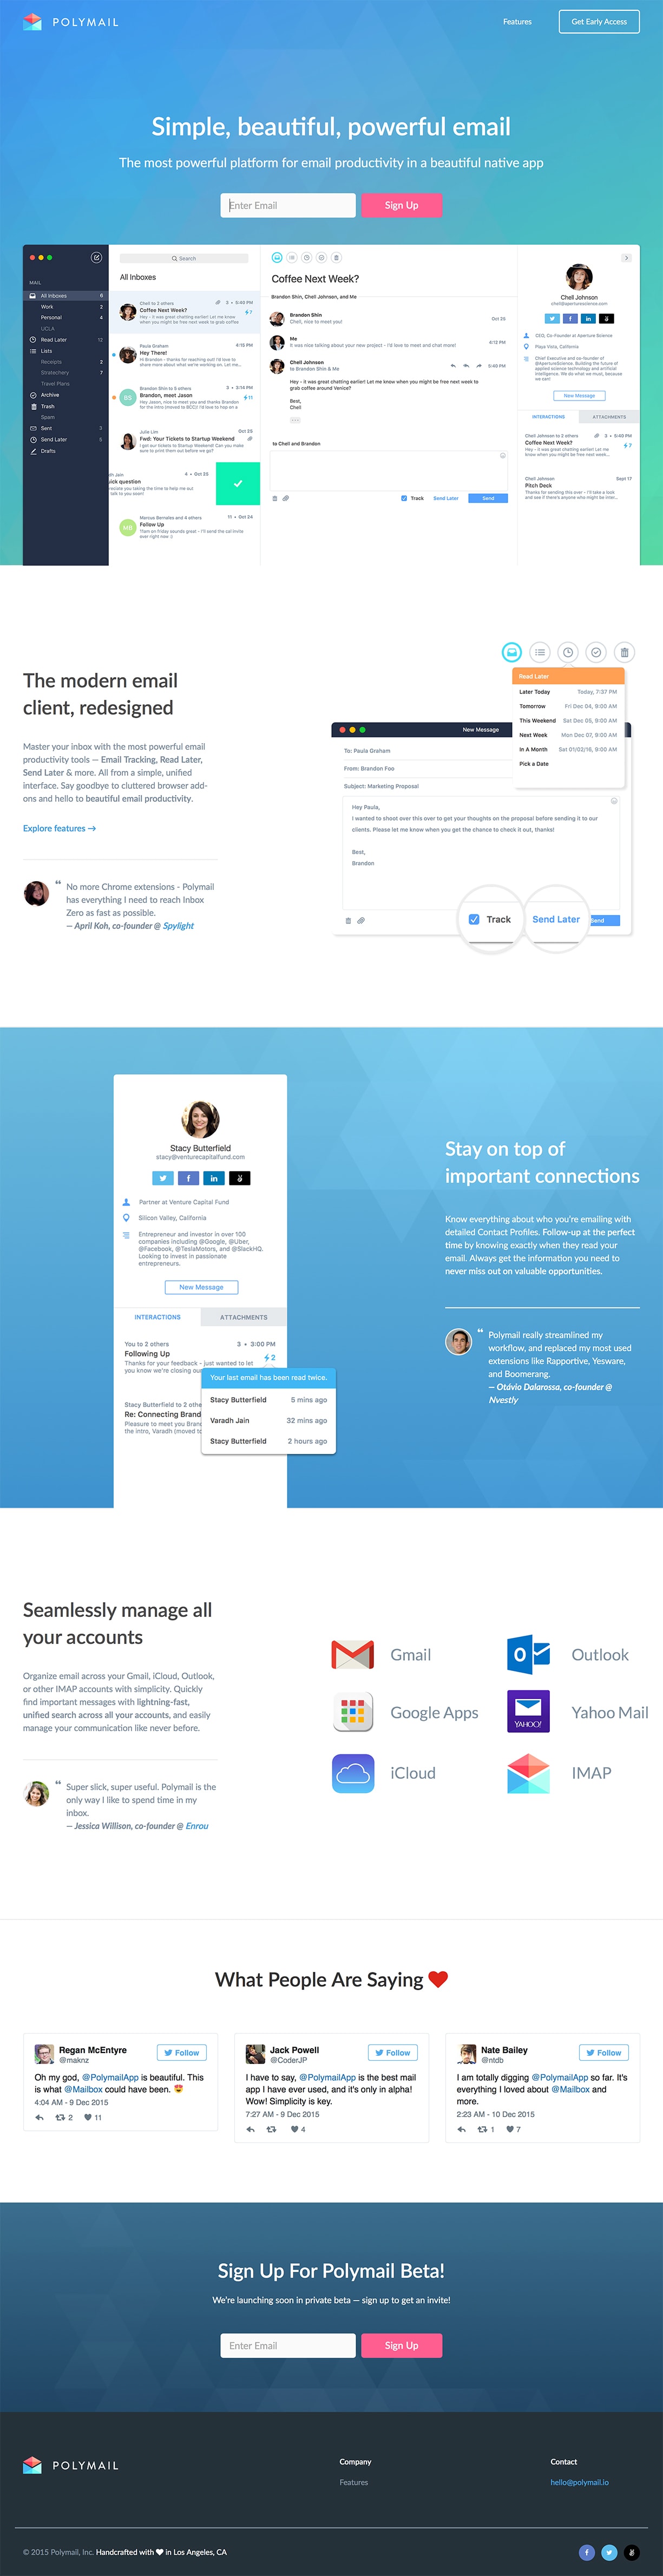 POLYMAIL
Features
Get Early Access
Simple, beautiful, powerful email
The most powerful platform for email productivity in a beautiful native app
Enter Email
Sign Up
MAIL
All Inboxes 6
Work 2
Personal 4
UCLA
Read Later 12
Lists
Receipts 2
Stratechery 7
Travel Plans
Archive
Trash
Spam
Sent 3
Send Later 5
Drafts
Search
All Inboxes
Chell to 2 others 3 • 5:40 PM
Coffee Next Week? 7
Hey - it was great chatting earlier! Let me know when you might be free next week to grab coffee
Paula Graham 4:15 PM
Hey There!
Hi Brandon - thanks for reaching out! I'd love to share more about what we're working on. Let me...
Brandon Shin to 5 others 3 • 3:14 PM
BS
Brandon, meet Jason 11
Hey Jason, nice to meet you and thanks Brandon for the intro (moved to BCC)! I'd love to hop on a
Julie Lim Oct 25
Fwd: Your Tickets to Startup Weekend
I got our tickets to Startup Weekend! Can you make sure to print them out before we go?
dh Jain 4 • Oct 25
ick question
reciate you taking the time to help me out
talk to you soon!
Marcus Berneles and 4 others 11 • Oct 24
MB
Follow Up
11am on Friday sounds great - I'll send the cal invite over right now :)
Coffee Next Week?
Brandon Shin, Chell Johnson, and Me
Brandon Shin Oct 25
Chell, nice to meet you!
Me 4:12 PM
It was nice talking about your new project - I'd love to meet and chat more!
Chell Johnson 5:40 PM
to Brandon Shin & Me
Hey - it was great chatting earlier! Let me know when you might be free next week to
grab coffee around Venice?
Best,
Chell
to Chell and Brandon
Track
Send Later
Send
Chell Johnson
chell@aperturescience.com
CEO, Co-Founder at Aperture Science
Playa Vista, California
Chief Executive and co-founder of @ApertureScience. Building the future of applied science technology and artificial intelligence. We do what we must, because we can!
New Message
INTERACTIONS
ATTACHMENTS
Chell Johnson to 2 others 3 • 5:40 PM
Coffee Next Week? 7
Hey - it was great chatting earlier! Let me know when you might be free next week...
Chell Johnson Sept 17
Pitch Deck
Thanks for sending this over - I'll take a look and see if there's anyone who might be inter...
The modern email
client, redesigned
Master your inbox with the most powerful email
productivity tools — Email Tracking, Read Later,
Send Later & more. All from a simple, unified
interface. Say goodbye to cluttered browser add-
ons and hello to beautiful email productivity.
Explore features →
“ No more Chrome extensions - Polymail
has everything I need to reach Inbox
Zero as fast as possible.
— April Koh, co-founder @ Spylight
Read Later
Later Today Today, 7:37 PM
Tomorrow Fri Dec 04, 9:00 AM
This Weekend Sat Dec 05, 9:00 AM
Next Week Mon Dec 07, 9:00 AM
In A Month Sat 01/02/16, 9:00 AM
Pick a Date
New Message
To: Paula Graham
From: Brandon Foo
Subject: Marketing Proposal
Hey Paula,
I wanted to shoot over this over to get your thoughts on the proposal before sending it to our
clients. Please let me know when you get the chance to check it out, thanks!
Best,
Brandon
Track
Send Later
Send
Stacy Butterfield
stacy@venturecapitalfund.com
Partner at Venture Capital Fund
Silicon Valley, California
Entrepreneur and investor in over 100
companies including @Google, @Uber,
@Facebook, @TeslaMotors, and @SlackHQ.
Looking to invest in passionate
entrepreneurs.
New Message
INTERACTIONS
ATTACHMENTS
You to 2 others 3 • 3:00 PM
Following Up 2
Thanks for your feedback - just wanted to let
you know we're closing our
Your last email has been read twice.
Stacy Butterfield 5 mins ago
Varadh Jain 32 mins ago
Stacy Butterfield 2 hours ago
Stacy Butterfield to 2 othe
Re: Connecting Brand
Pleasure to meet you Branc
the intro, Varadh (moved tc
Stay on top of
important connections
Know everything about who you're emailing with
detailed Contact Profiles. Follow-up at the perfect
time by knowing exactly when they read your
email. Always get the information you need to
never miss out on valuable opportunities.
“ Polymail really streamlined my
workflow, and replaced my most used
extensions like Rapportive, Yesware,
and Boomerang.
— Otávio Dalarossa, co-founder @
Nvestly
Seamlessly manage all
your accounts
Organize email across your Gmail, iCloud, Outlook,
or other IMAP accounts with simplicity. Quickly
find important messages with lightning-fast,
unified search across all your accounts, and easily
manage your communication like never before.
“ Super slick, super useful. Polymail is the
only way I like to spend time in my
inbox.
— Jessica Willison, co-founder @ Enrou
Gmail
Outlook
Google Apps
YAHOO!
Yahoo Mail
iCloud
IMAP
What People Are Saying ❤
Regan McEntyre
@maknz
Follow
Oh my god, @PolymailApp is beautiful. This
is what @Mailbox could have been. 😍
4:04 AM - 9 Dec 2015
2 11
Jack Powell
@CoderJP
Follow
I have to say, @PolymailApp is the best mail
app I have ever used, and it's only in alpha!
Wow! Simplicity is key.
7:27 AM - 9 Dec 2015
4
Nate Bailey
@ntdb
Follow
I am totally digging @PolymailApp so far. It's
everything I loved about @Mailbox and
more.
2:23 AM - 10 Dec 2015
1 7
Sign Up For Polymail Beta!
We're launching soon in private beta — sign up to get an invite!
Enter Email
Sign Up
POLYMAIL
Company
Features
Contact
hello@polymail.io
© 2015 Polymail, Inc. Handcrafted with ♥ in Los Angeles, CA